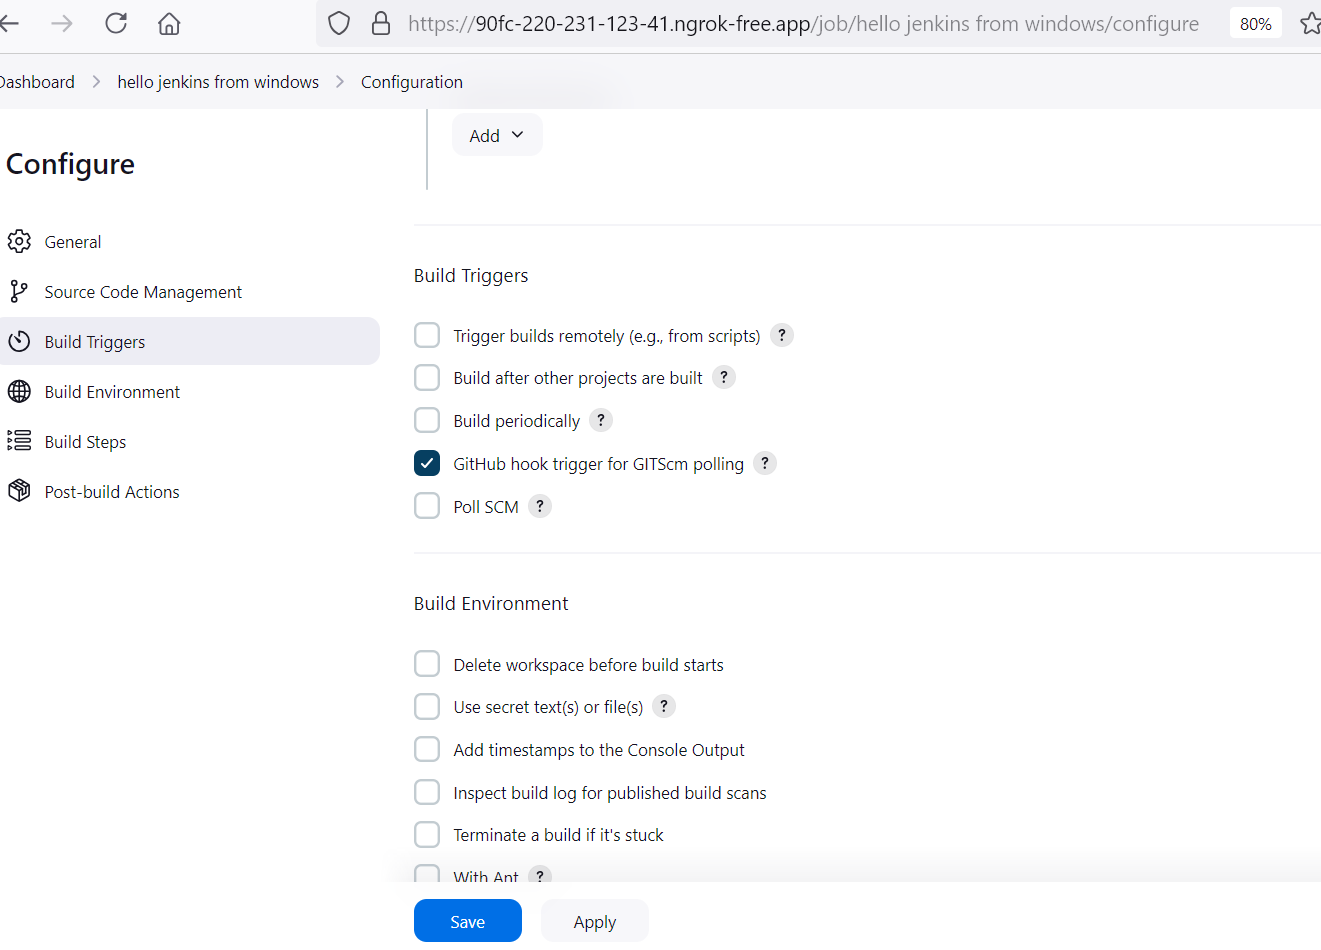 https://90fc-220-231-123-41.ngrok-free.app/job/hello jenkins from windows/configure 80%
Dashboard > hello jenkins from windows > Configuration
Add
Configure
General
Source Code Management
Build Triggers
Build Environment
Build Steps
Post-build Actions
Build Triggers
Trigger builds remotely (e.g., from scripts) ?
Build after other projects are built ?
Build periodically ?
GitHub hook trigger for GITScm polling ?
Poll SCM ?
Build Environment
Delete workspace before build starts
Use secret text(s) or file(s) ?
Add timestamps to the Console Output
Inspect build log for published build scans
Terminate a build if it's stuck
With Ant ?
Save Apply